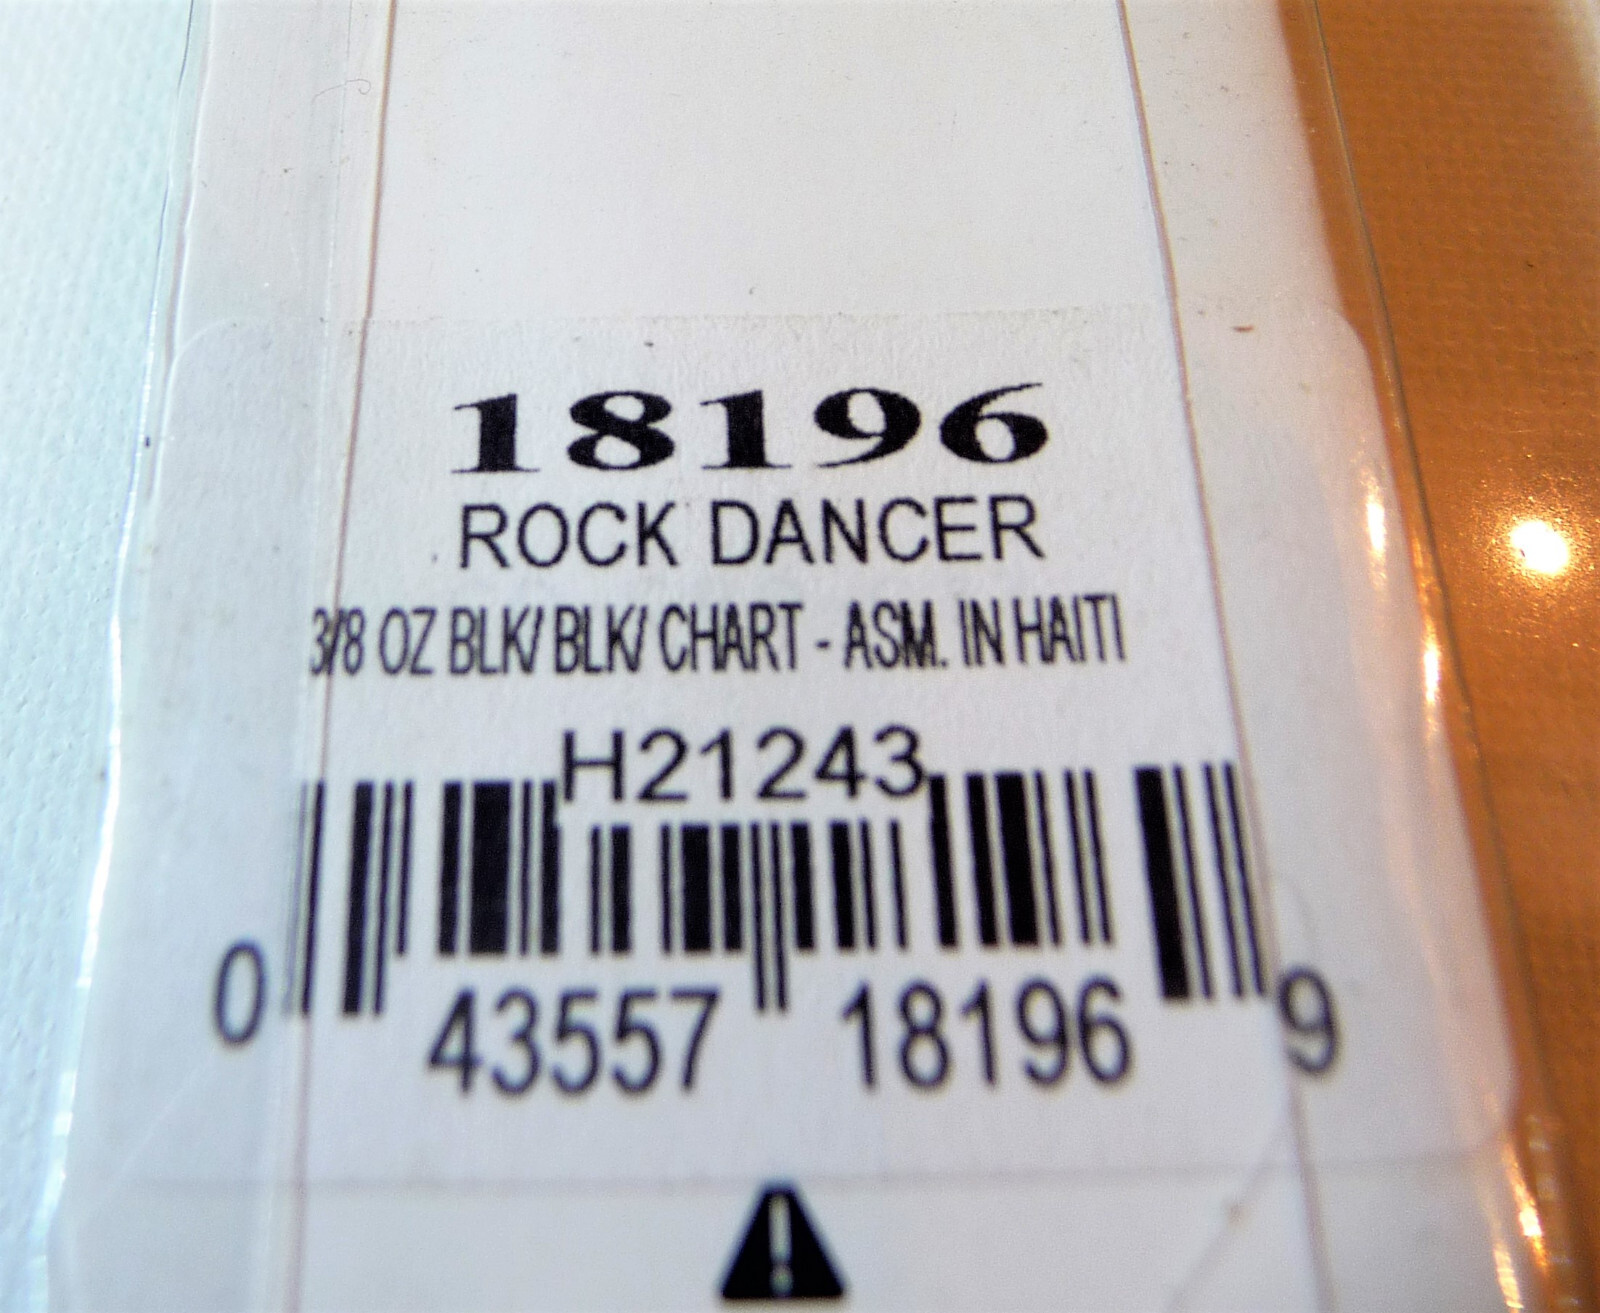 18196
ROCK DANCER
3/8 OZ BLK/ BLK/ CHART - ASM. IN HAITI
H21243
0 43557 18196 9